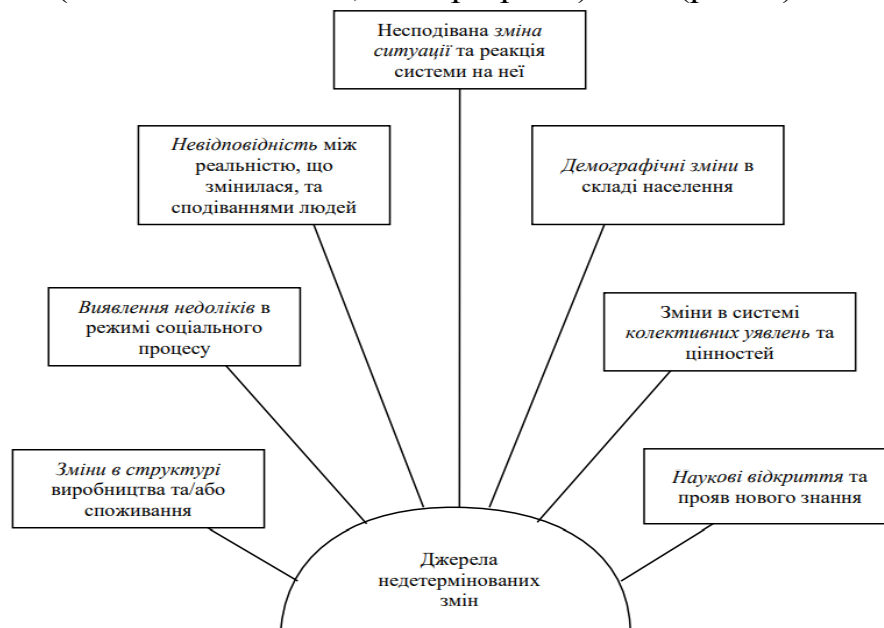 Несподівана зміна
ситуації та реакція
системи на неї
Невідповідність між
реальністю, що
змінилася, та
сподіваннями людей
Демографічні зміни в
складі населення
Виявлення недоліків в
режимі соціального
процесу
Зміни в системі
колективних уявлень та
цінностей
Зміни в структурі
виробництва та/або
споживання
Наукові відкриття та
прояв нового знання
Джерела
недетермінованих
змін